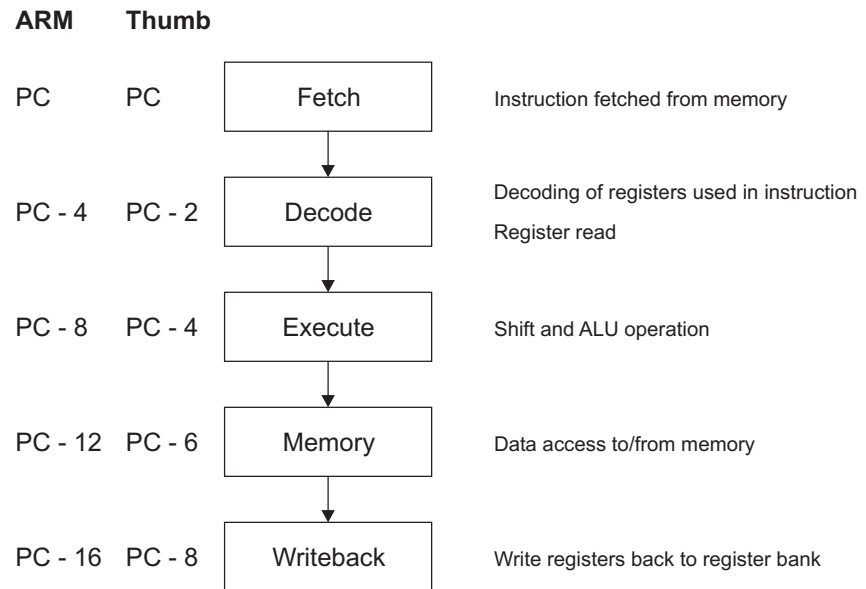 ARM Thumb
PC PC Fetch Instruction fetched from memory
Decoding of registers used in instruction
PC - 4 PC - 2 Decode
Register read
PC - 8 PC - 4 Execute Shift and ALU operation
PC - 12 PC - 6 Memory Data access to/from memory
PC - 16 PC - 8 Writeback Write registers back to register bank